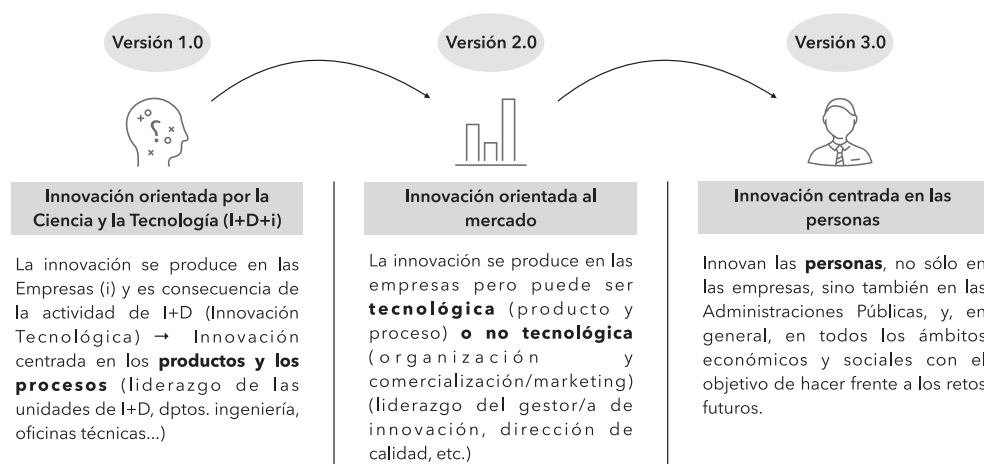 Versión 1.0
Versión 2.0
Versión 3.0
Innovación orientada por la
Ciencia y la Tecnología (I+D+i)
La innovación se produce en las
Empresas (i) y es consecuencia de
la actividad de I+D (Innovación
Tecnológica) → Innovación
centrada en los productos y los
procesos (liderazgo de las
unidades de I+D, dptos. ingeniería,
oficinas técnicas...)
Innovación orientada al
mercado
La innovación se produce en las
empresas pero puede ser
tecnológica (producto y
proceso) o no tecnológica
(organización y
comercialización/marketing)
(liderazgo del gestor/a de
innovación, dirección de
calidad, etc.)
Innovación centrada en las
personas
Innovan las personas, no sólo en
las empresas, sino también en las
Administraciones Públicas, y, en
general, en todos los ámbitos
económicos y sociales con el
objetivo de hacer frente a los retos
futuros.